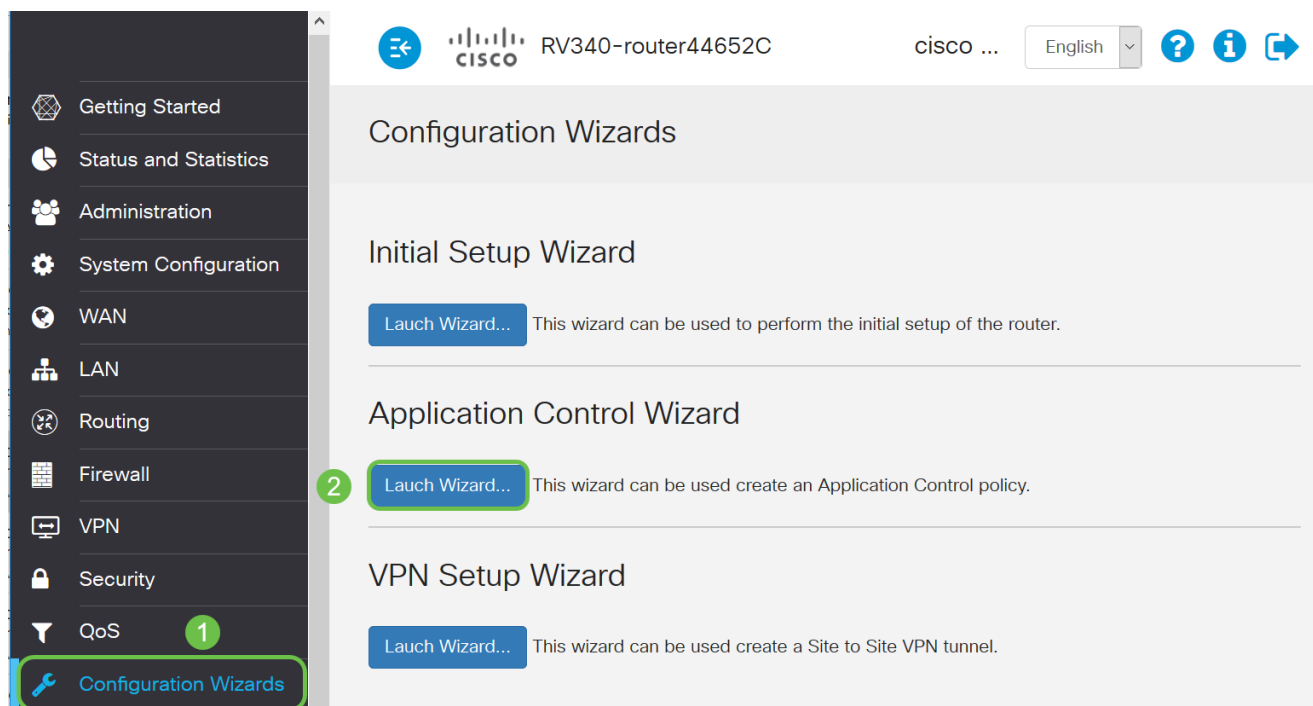 CISCO RV340-router44652C cisco ... English ? i
Getting Started
Status and Statistics
Administration
System Configuration
WAN
LAN
Routing
Firewall
VPN
Security
QoS 1
Configuration Wizards
Configuration Wizards
Initial Setup Wizard
Lauch Wizard... This wizard can be used to perform the initial setup of the router.
Application Control Wizard
2 Lauch Wizard... This wizard can be used create an Application Control policy.
VPN Setup Wizard
Lauch Wizard... This wizard can be used create a Site to Site VPN tunnel.